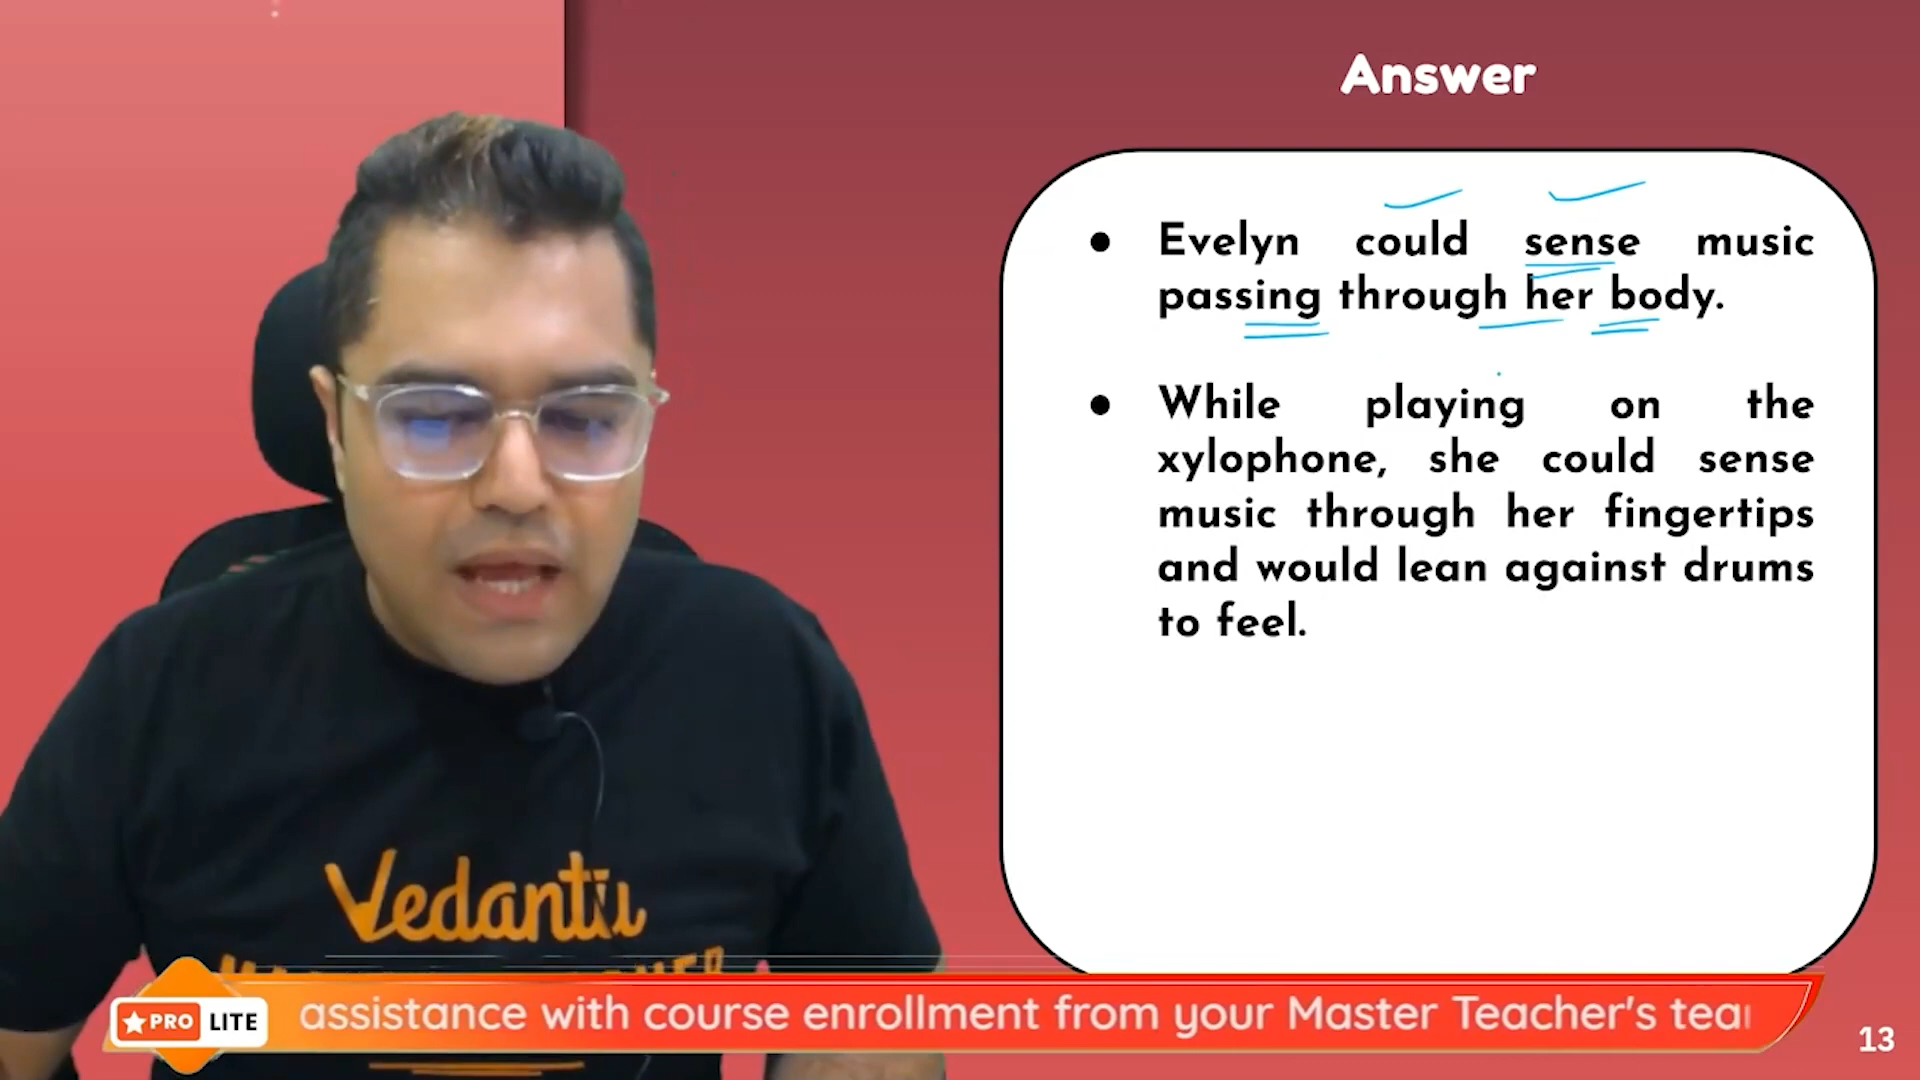 Answer
● Evelyn could sense music
passing through her body.
● While playing on the
xylophone, she could sense
music through her fingertips
and would lean against drums
to feel.
Vedantu
PRO LITE assistance with course enrollment from your Master Teacher's
13